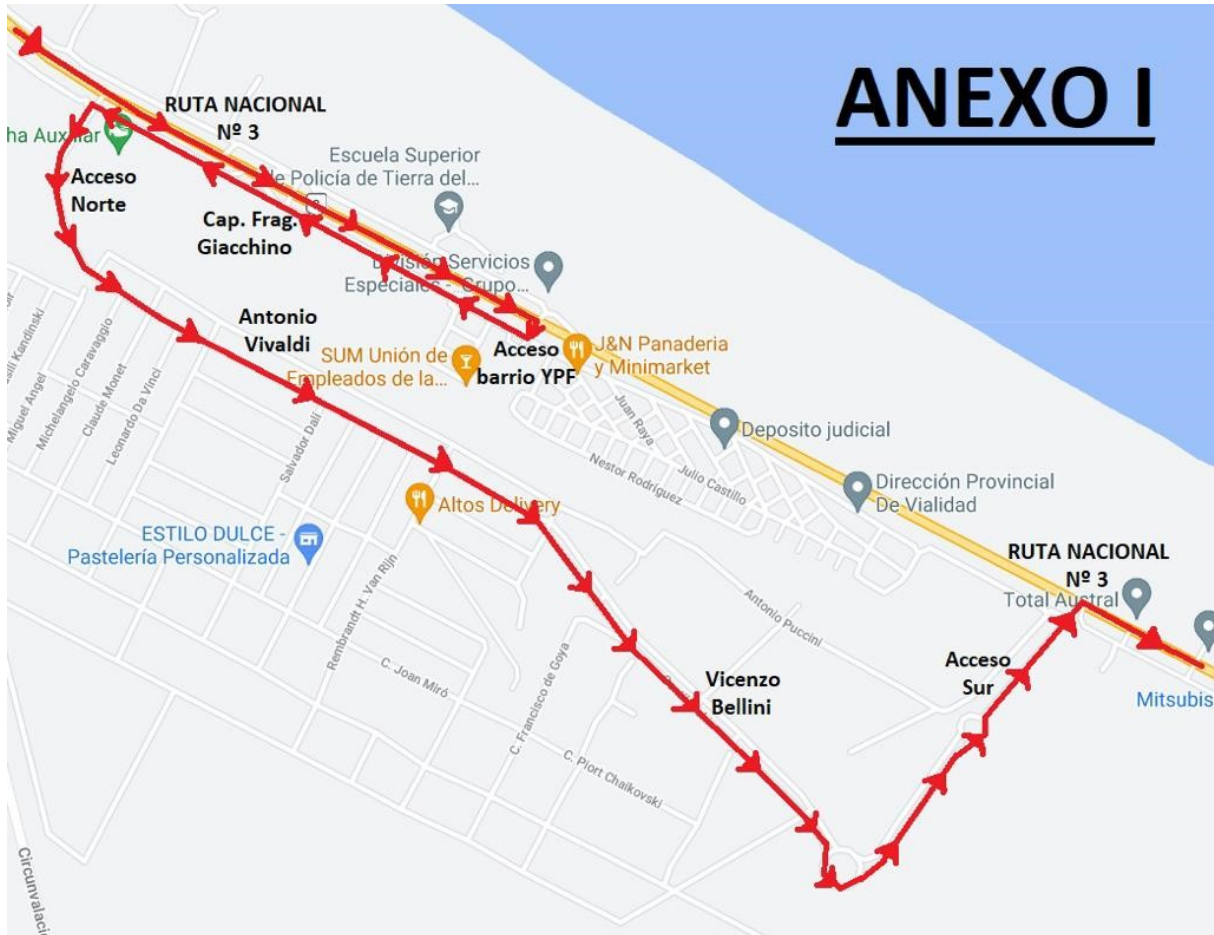 ANEXO I
RUTA NACIONAL
Nº 3
ha Auxiliar
Acceso
Norte
Cap. Frag.
Giacchino
Escuela Superior
de Policía de Tierra del...
División Servicios
Especiales - Grupo...
Antonio
Vivaldi
SUM Unión de
Empleados de la...
Acceso
barrio YPF
J&N Panaderia
y Minimarket
Juan Raya
Julio Castillo
Nestor Rodríguez
Deposito judicial
Dirección Provincial
De Vialidad
RUTA NACIONAL
Nº 3
Total Austral
Mitsubis
Kandinski
Miguel Angel
Michelangelo Caravaggio
Claude Monet
Leonardo Da Vinci
Salvador Dalí
Altos Delivery
ESTILO DULCE -
Pastelería Personalizada
Rembrandt H. Van Rijn
C. Joan Miró
C. Francisco de Goya
C. Piort Chaikovski
Antonio Puccini
Vicenzo
Bellini
Acceso
Sur
Circunvalació